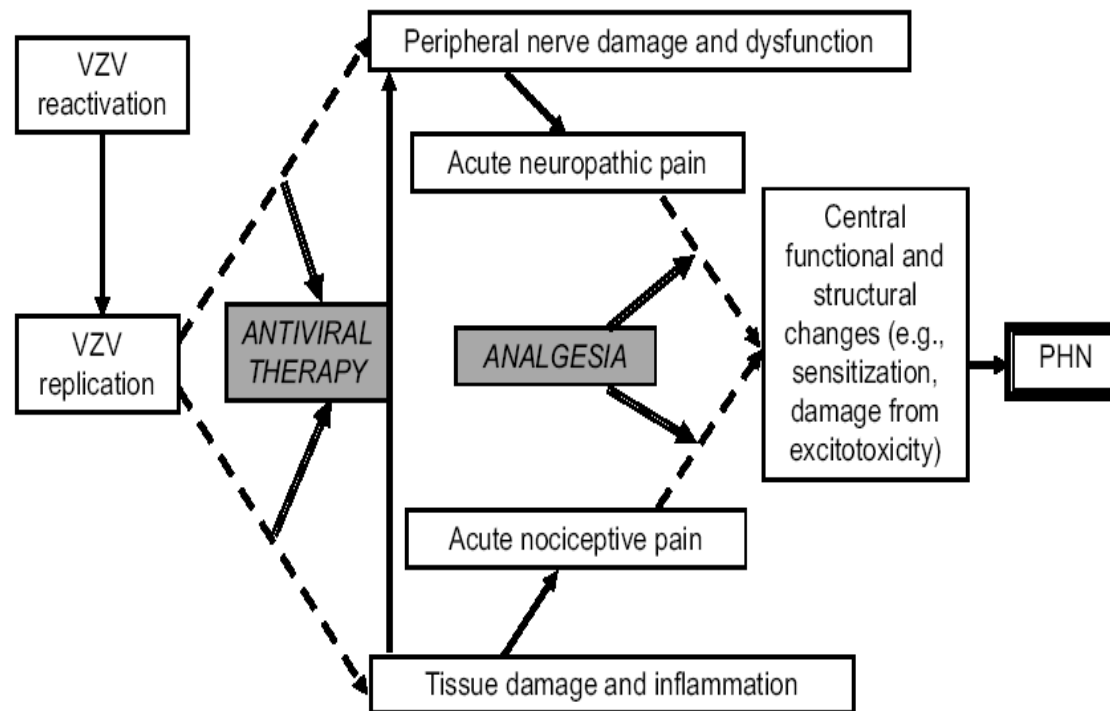 VZV
reactivation
Peripheral nerve damage and dysfunction
Acute neuropathic pain
VZV
replication
ANTIVIRAL
THERAPY
ANALGESIA
Central
functional and
structural
changes (e.g.,
sensitization,
damage from
excitotoxicity)
PHN
Acute nociceptive pain
Tissue damage and inflammation